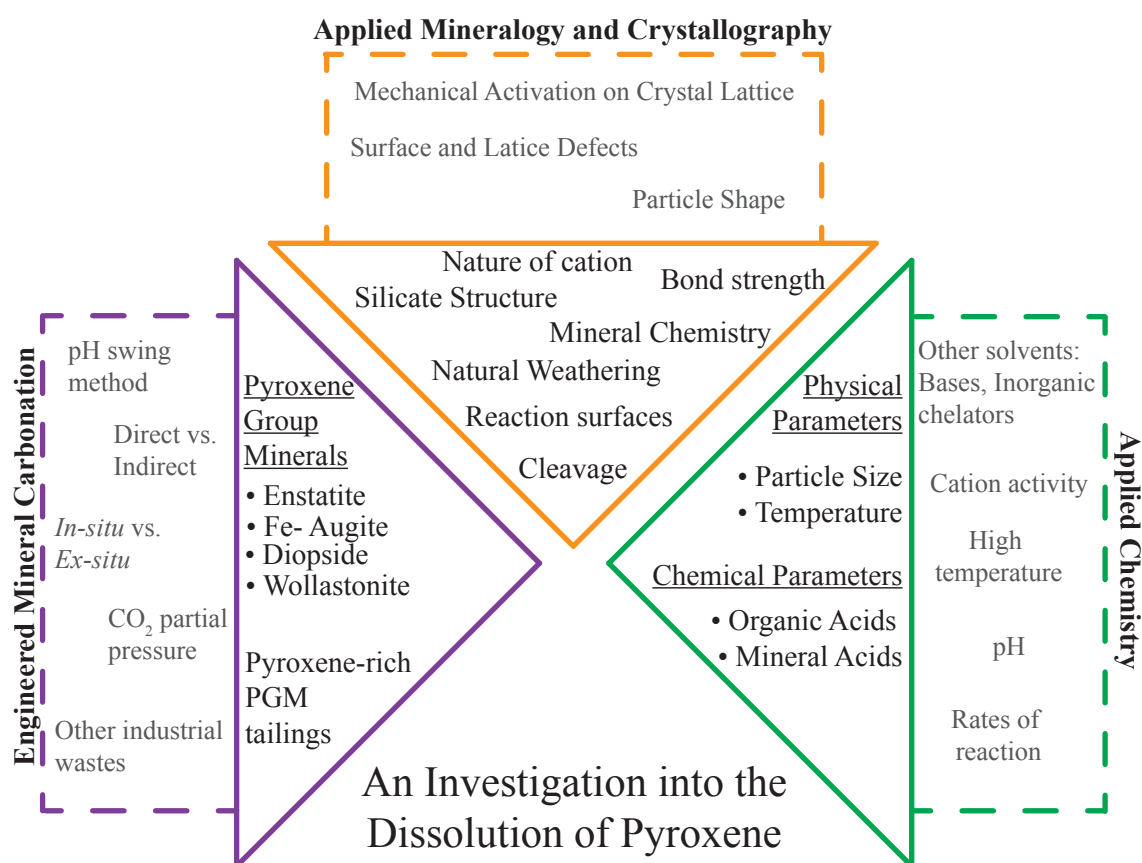 Applied Mineralogy and Crystallography
Mechanical Activation on Crystal Lattice
Surface and Latice Defects
Particle Shape
Nature of cation
Bond strength
Silicate Structure
Mineral Chemistry
Natural Weathering
Reaction surfaces
Cleavage
Engineered Mineral Carbonation
pH swing
method
Direct vs.
Indirect
In-situ vs.
Ex-situ
CO₂ partial
pressure
Other industrial
wastes
Pyroxene
Group
Minerals
• Enstatite
• Fe- Augite
• Diopside
• Wollastonite
Pyroxene-rich
PGM
tailings
Physical
Parameters
• Particle Size
• Temperature
Chemical Parameters
• Organic Acids
• Mineral Acids
Other solvents:
Bases, Inorganic
chelators
Cation activity
High
temperature
pH
Rates of
reaction
Applied Chemistry
An Investigation into the
Dissolution of Pyroxene